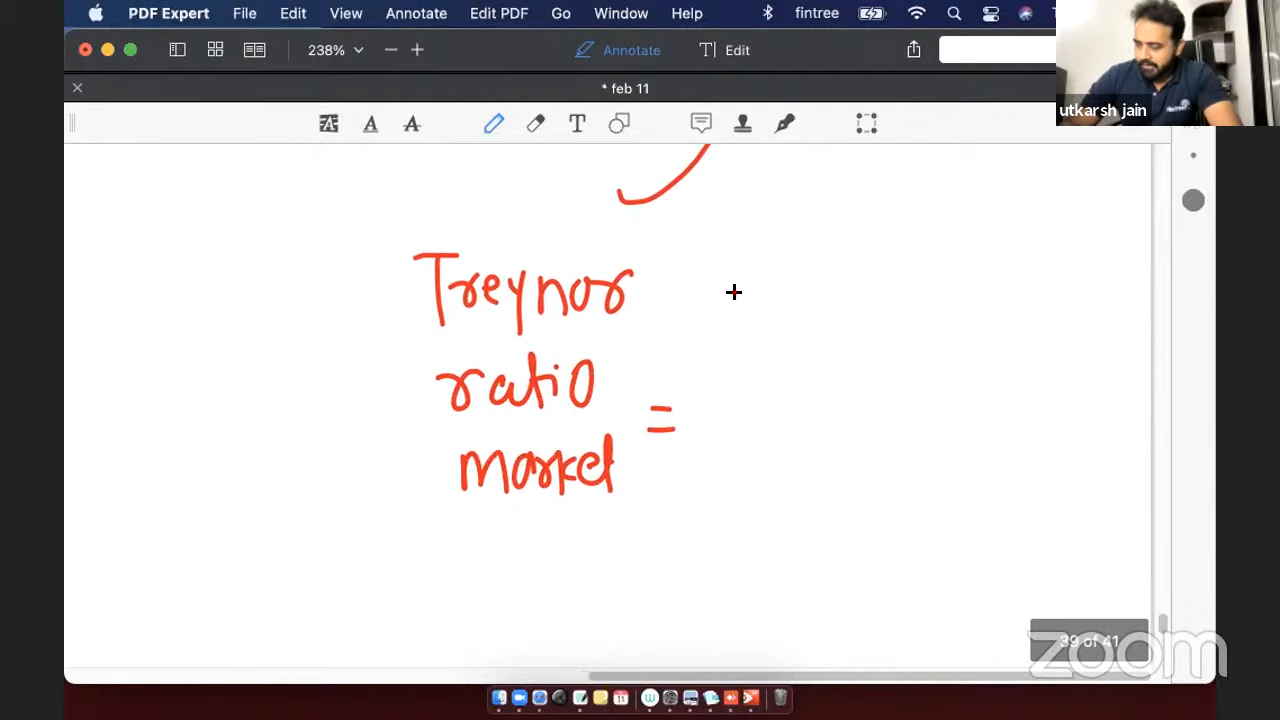 PDF Expert File Edit View Annotate Edit PDF Go Window Help fintree
238% Annotate T| Edit
* feb 11
utkarsh jain
Treynor
ratio
=
market
39 of 41
zoom